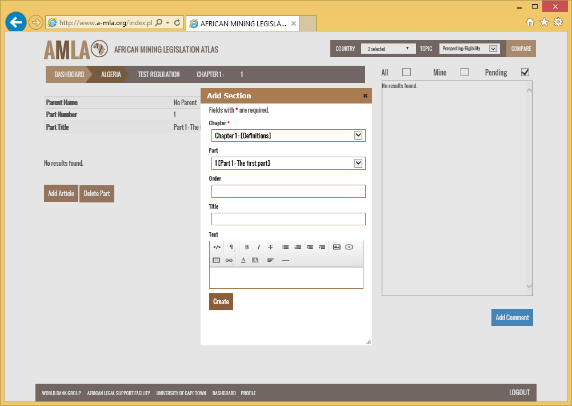 http://www.a-mla.org/index.pl
AFRICAN MINING LEGISLA...
AMLA AFRICAN MINING LEGISLATION ATLAS
COUNTRY 2 selected TOPIC Prospecting-Eligibility COMPARE
DASHBOARD ALGERIA TEST REGULATION CHAPTER 1 : 1
All Mine Pending
Parent Name No Parent
Part Number 1
Part Title Part 1 - The
No results found.
Add Article Delete Part
Add Section
Fields with * are required.
Chapter *
Chapter 1 - [Definitions]
Part
1 [Part 1 - The first part]
Order
Title
Text
Create
No results found.
Add Comment
WORLD BANK GROUP AFRICAN LEGAL SUPPORT FACILITY UNIVERSITY OF CAPE TOWN DASHBOARD PROFILE LOGOUT